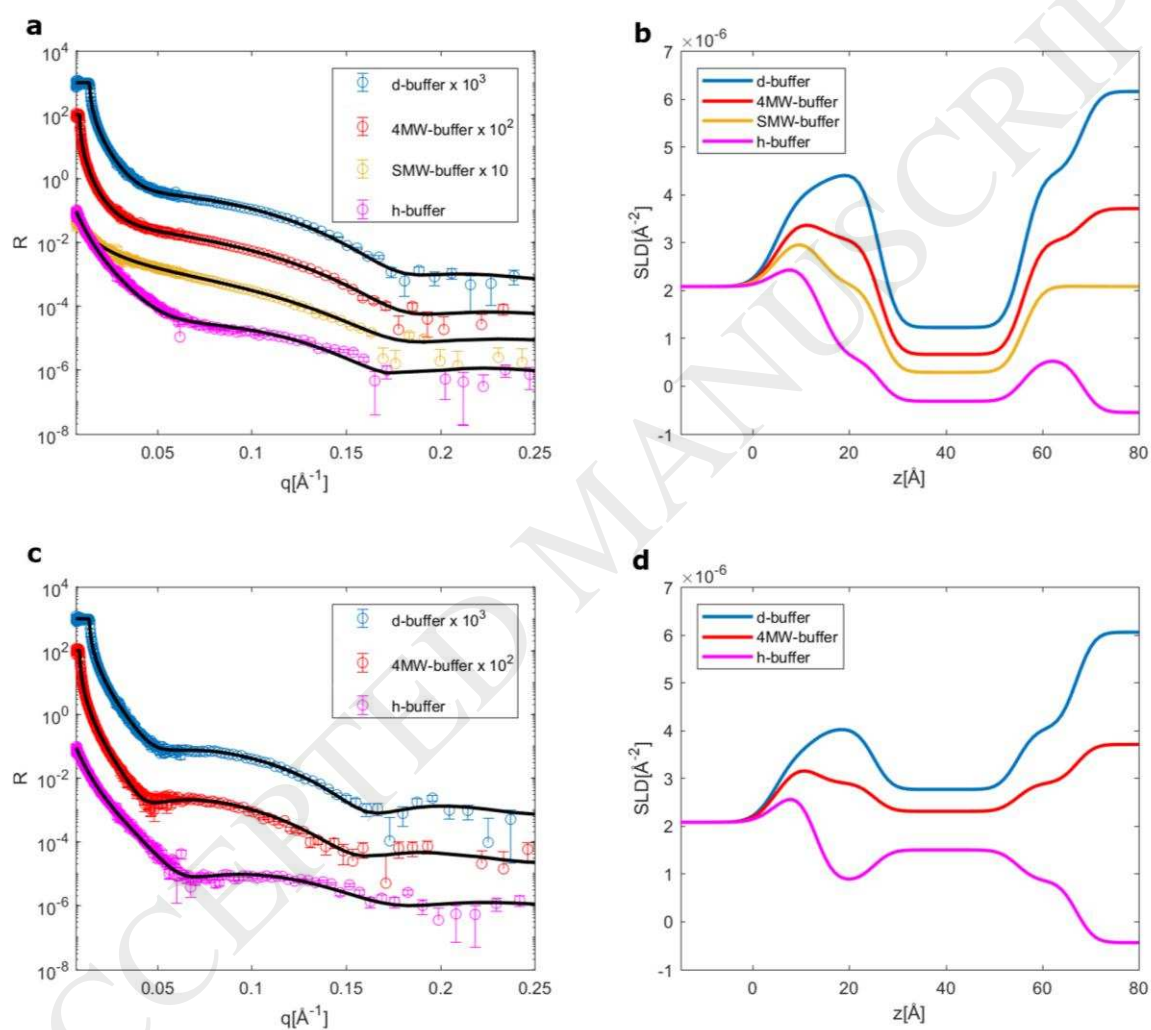 a
10^4
10^2
10^0
10^-2
10^-4
10^-6
10^-8
R
0.05
0.1
0.15
0.2
0.25
q[Å^-1]
d-buffer x 10^3
4MW-buffer x 10^2
SMW-buffer x 10
h-buffer
b
×10^-6
7
6
5
4
3
2
1
0
-1
SLD[Å^-2]
0
20
40
60
80
z[Å]
d-buffer
4MW-buffer
SMW-buffer
h-buffer
c
10^4
10^2
10^0
10^-2
10^-4
10^-6
10^-8
R
0.05
0.1
0.15
0.2
0.25
q[Å^-1]
d-buffer x 10^3
4MW-buffer x 10^2
h-buffer
d
×10^-6
7
6
5
4
3
2
1
0
-1
SLD[Å^-2]
0
20
40
60
80
z[Å]
d-buffer
4MW-buffer
h-buffer
CCEPTED MANUSCRIP